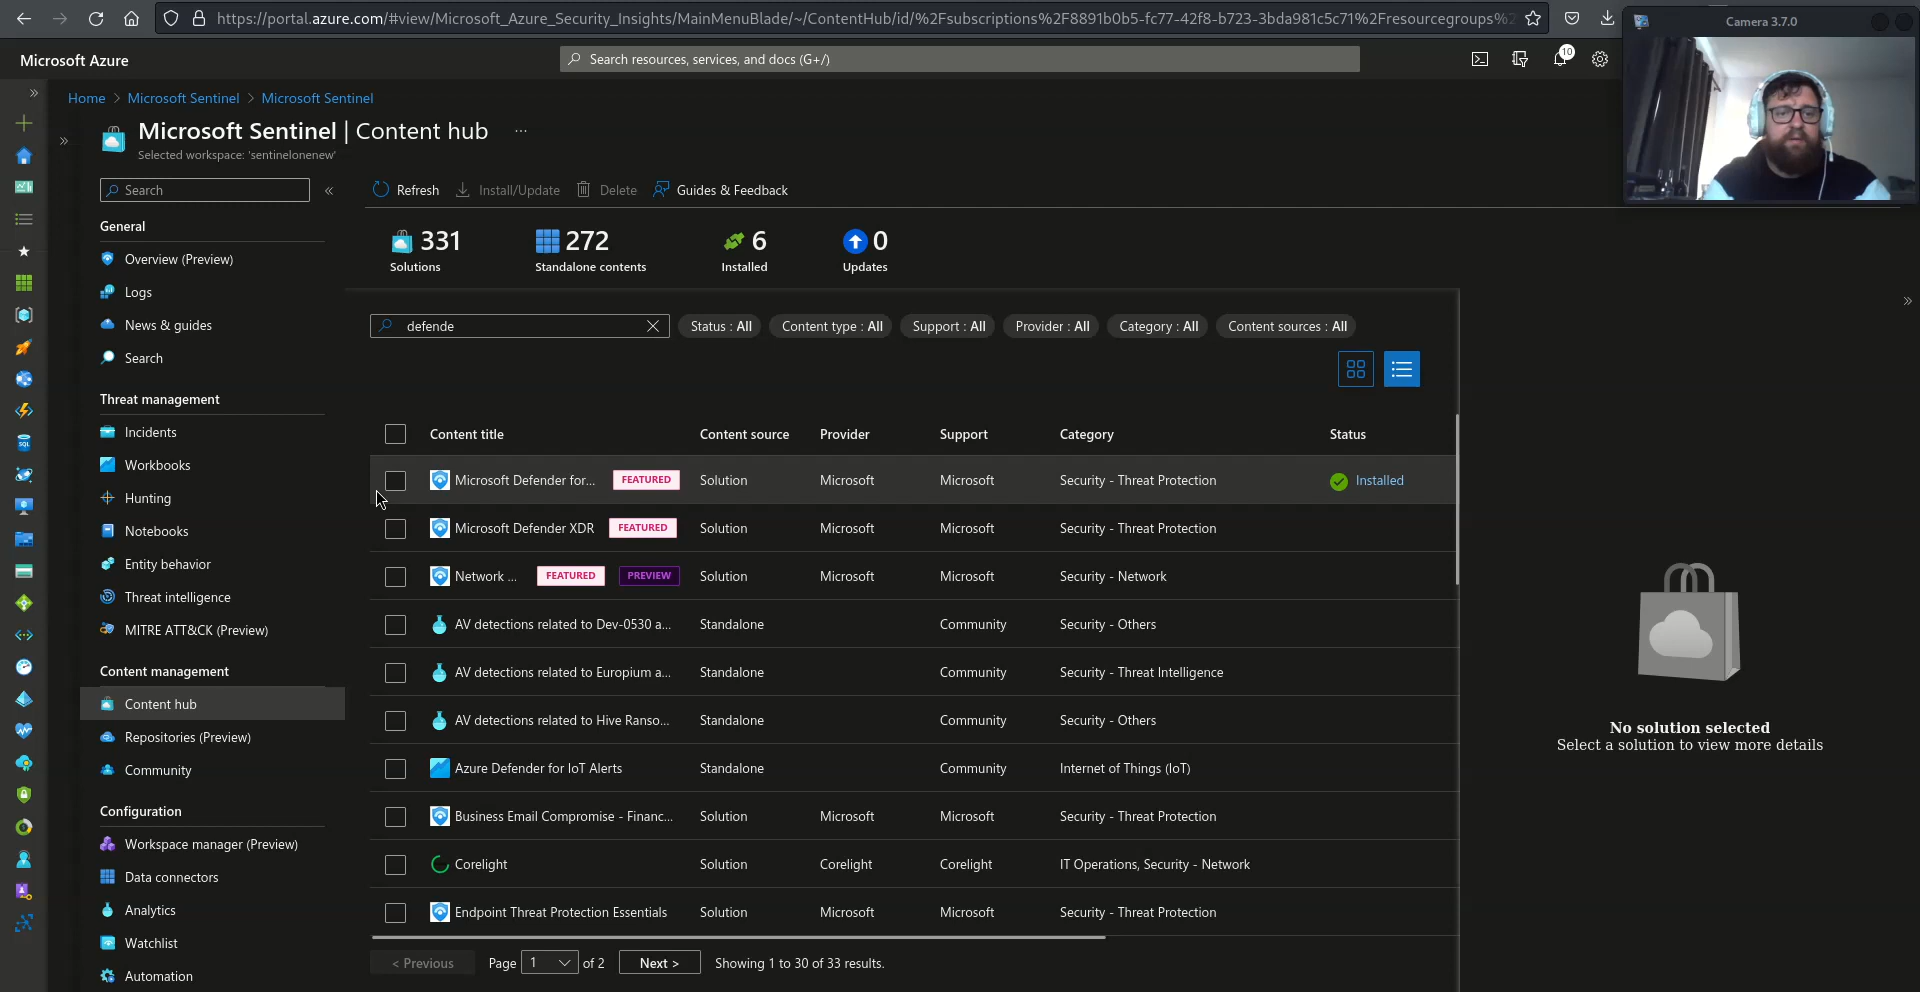 https://portal.azure.com/#view/Microsoft_Azure_Security_Insights/MainMenuBlade/~/ContentHub/id/%2Fsubscriptions%2F8891b0b5-fc77-42f8-b723-3bda981c5c71%2Fresourcegroups%2
Camera 3.7.0
Microsoft Azure
Search resources, services, and docs (G+/)
10
Home > Microsoft Sentinel > Microsoft Sentinel
Microsoft Sentinel | Content hub ...
Selected workspace: 'sentinelonenew'
Search
Refresh Install/Update Delete Guides & Feedback
General
Overview (Preview)
Logs
News & guides
Search
Threat management
Incidents
Workbooks
Hunting
Notebooks
Entity behavior
Threat intelligence
MITRE ATT&CK (Preview)
Content management
Content hub
Repositories (Preview)
Community
Configuration
Workspace manager (Preview)
Data connectors
Analytics
Watchlist
Automation
331 272 6 0
Solutions Standalone contents Installed Updates
defende Status : All Content type : All Support : All Provider : All Category : All Content sources : All
Content title Content source Provider Support Category Status
Microsoft Defender for... FEATURED Solution Microsoft Microsoft Security - Threat Protection Installed
Microsoft Defender XDR FEATURED Solution Microsoft Microsoft Security - Threat Protection
Network ... FEATURED PREVIEW Solution Microsoft Microsoft Security - Network
AV detections related to Dev-0530 a... Standalone Community Security - Others
AV detections related to Europium a... Standalone Community Security - Threat Intelligence
AV detections related to Hive Ranso... Standalone Community Security - Others
Azure Defender for IoT Alerts Standalone Community Internet of Things (IoT)
Business Email Compromise - Financ... Solution Microsoft Microsoft Security - Threat Protection
Corelight Solution Corelight Corelight IT Operations, Security - Network
Endpoint Threat Protection Essentials Solution Microsoft Microsoft Security - Threat Protection
< Previous Page 1 of 2 Next > Showing 1 to 30 of 33 results.
No solution selected
Select a solution to view more details